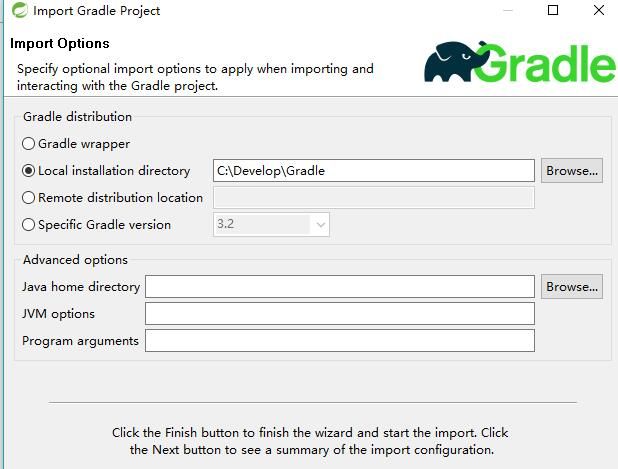 Import Gradle Project
Import Options
Specify optional import options to apply when importing and
interacting with the Gradle project.
Gradle
Gradle distribution
Gradle wrapper
Local installation directory C:\Develop\Gradle Browse...
Remote distribution location
Specific Gradle version 3.2
Advanced options
Java home directory Browse...
JVM options
Program arguments
Click the Finish button to finish the wizard and start the import. Click
the Next button to see a summary of the import configuration.